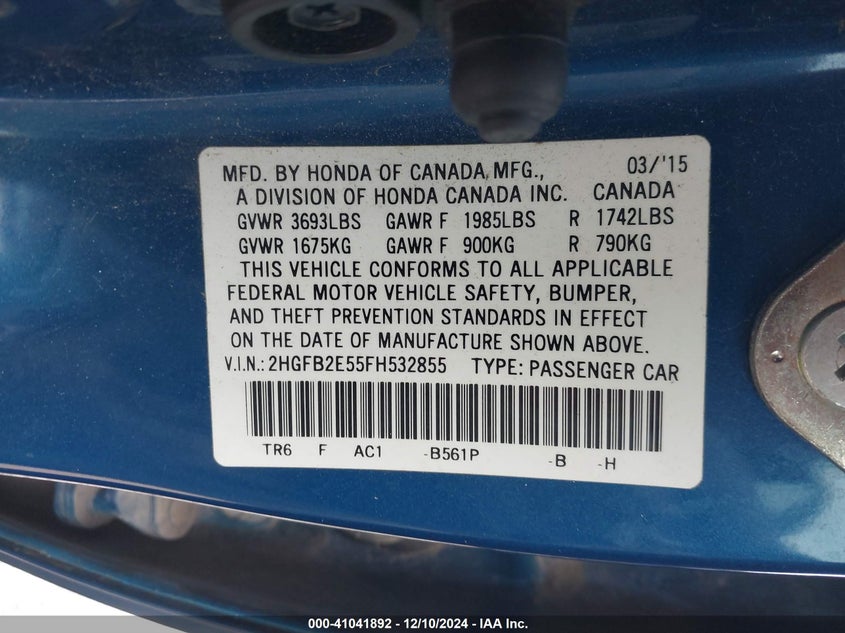 MFD. BY HONDA OF CANADA MFG., 03/'15
A DIVISION OF HONDA CANADA INC. CANADA
GVWR 3693LBS GAWR F 1985LBS R 1742LBS
GVWR 1675KG GAWR F 900KG R 790KG
THIS VEHICLE CONFORMS TO ALL APPLICABLE
FEDERAL MOTOR VEHICLE SAFETY, BUMPER,
AND THEFT PREVENTION STANDARDS IN EFFECT
ON THE DATE OF MANUFACTURE SHOWN ABOVE.
V.I.N.: 2HGFB2E55FH532855 TYPE: PASSENGER CAR
TR6 F AC1 -B561P -B -H
000-41041892 - 12/10/2024 - IAA Inc.